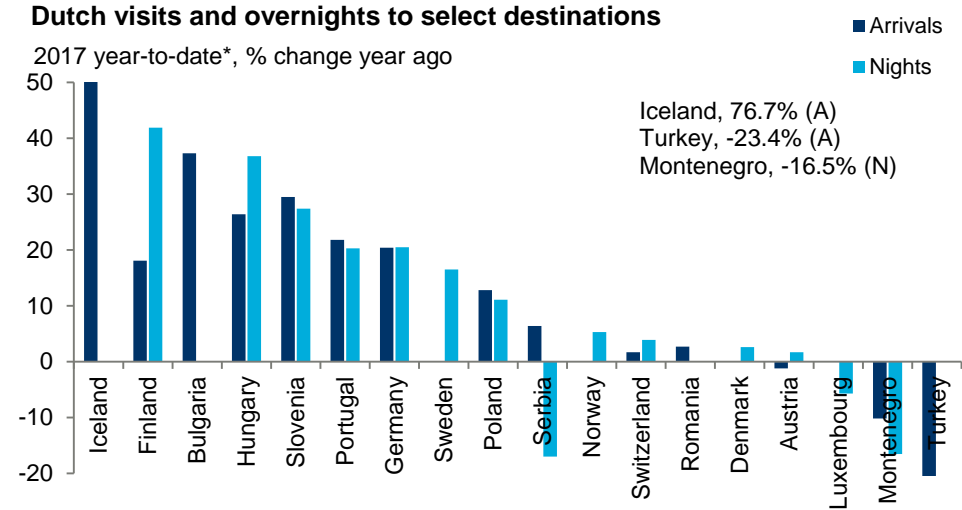 Dutch visits and overnights to select destinations
2017 year-to-date*, % change year ago
Arrivals
Nights
Iceland, 76.7% (A)
Turkey, -23.4% (A)
Montenegro, -16.5% (N)
50
40
30
20
10
0
-10
-20
Iceland
Finland
Bulgaria
Hungary
Slovenia
Portugal
Germany
Sweden
Poland
Serbia
Norway
Switzerland
Romania
Denmark
Austria
Luxembourg
Montenegro
Turkey